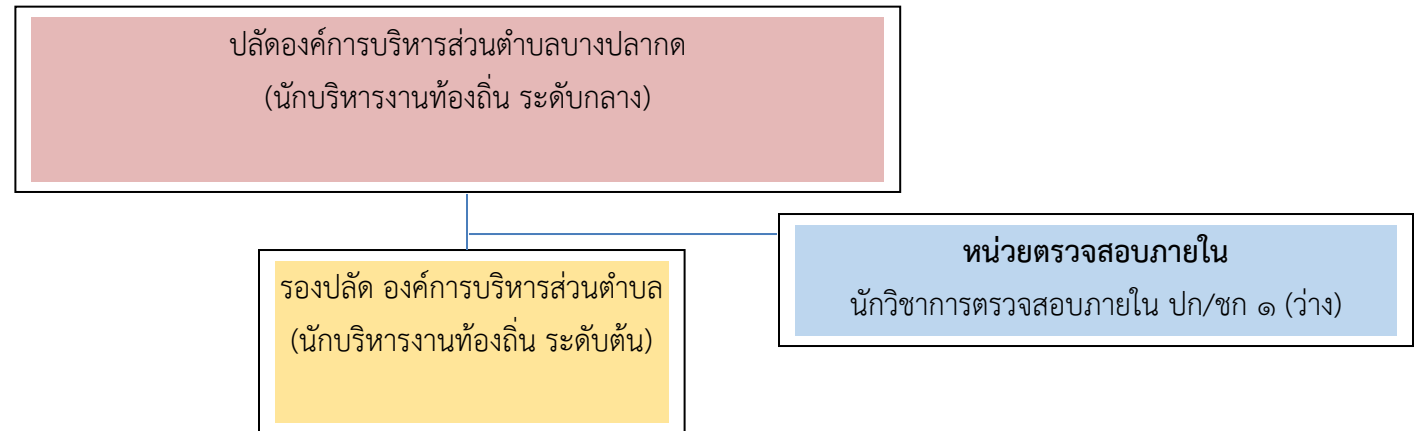 ปลัดองค์การบริหารส่วนตำบลบางปลากด
(นักบริหารงานท้องถิ่น ระดับกลาง)
หน่วยตรวจสอบภายใน
นักวิชาการตรวจสอบภายใน ปก/ชก ๑ (ว่าง)
รองปลัด องค์การบริหารส่วนตำบล
(นักบริหารงานท้องถิ่น ระดับต้น)